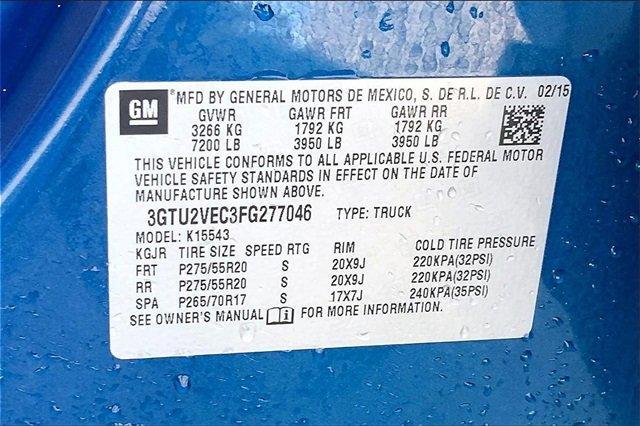 GM ® MFD BY GENERAL MOTORS DE MEXICO, S. DE R.L. DE C.V. 02/15
GVWR GAWR FRT GAWR RR
3266 KG 1792 KG 1792 KG
7200 LB 3950 LB 3950 LB
THIS VEHICLE CONFORMS TO ALL APPLICABLE U.S. FEDERAL MOTOR
VEHICLE SAFETY STANDARDS IN EFFECT ON THE DATE OF
MANUFACTURE SHOWN ABOVE.
3GTU2VEC3FG277046 TYPE: TRUCK
MODEL: K15543
KGJR TIRE SIZE SPEED RTG RIM COLD TIRE PRESSURE
FRT P275/55R20 S 20X9J 220KPA(32PSI)
RR P275/55R20 S 20X9J 220KPA(32PSI)
SPA P265/70R17 S 17X7J 240KPA(35PSI)
SEE OWNER'S MANUAL i FOR MORE INFORMATION.